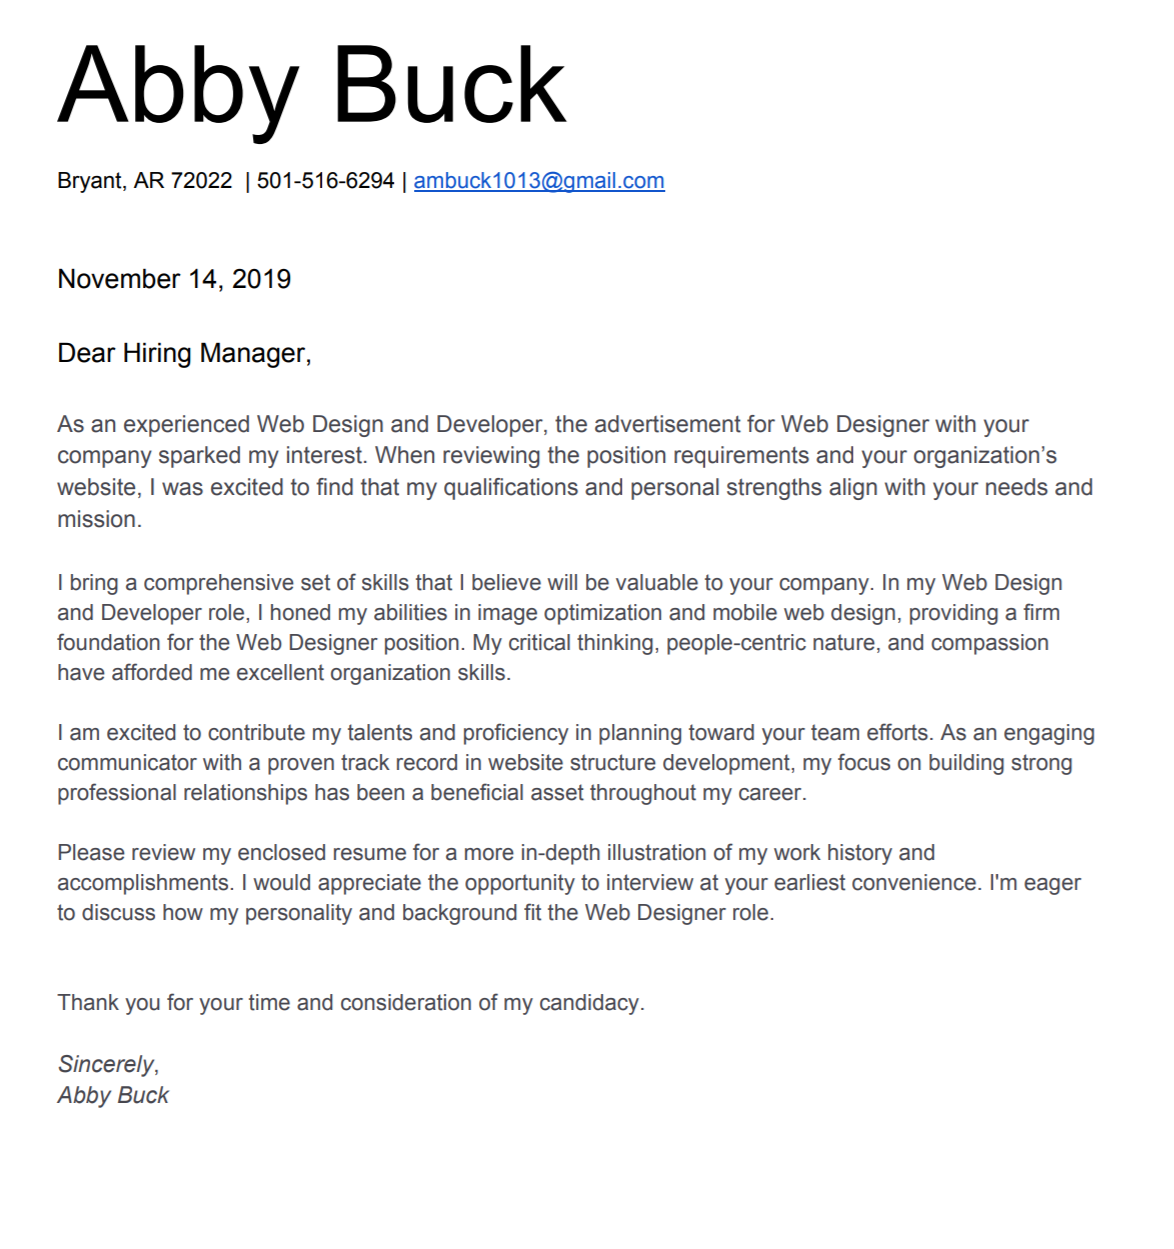 Abby Buck
Bryant, AR 72022  | 501-516-6294 | ambuck1013@gmail.com
November 14, 2019
Dear Hiring Manager,
As an experienced Web Design and Developer, the advertisement for Web Designer with your
company sparked my interest. When reviewing the position requirements and your organization’s
website, I was excited to find that my qualifications and personal strengths align with your needs and
mission.
I bring a comprehensive set of skills that I believe will be valuable to your company. In my Web Design
and Developer role, I honed my abilities in image optimization and mobile web design, providing a firm
foundation for the Web Designer position. My critical thinking, people-centric nature, and compassion
have afforded me excellent organization skills.
I am excited to contribute my talents and proficiency in planning toward your team efforts. As an engaging
communicator with a proven track record in website structure development, my focus on building strong
professional relationships has been a beneficial asset throughout my career.
Please review my enclosed resume for a more in-depth illustration of my work history and
accomplishments. I would appreciate the opportunity to interview at your earliest convenience. I'm eager
to discuss how my personality and background fit the Web Designer role.
Thank you for your time and consideration of my candidacy.
Sincerely,
Abby Buck